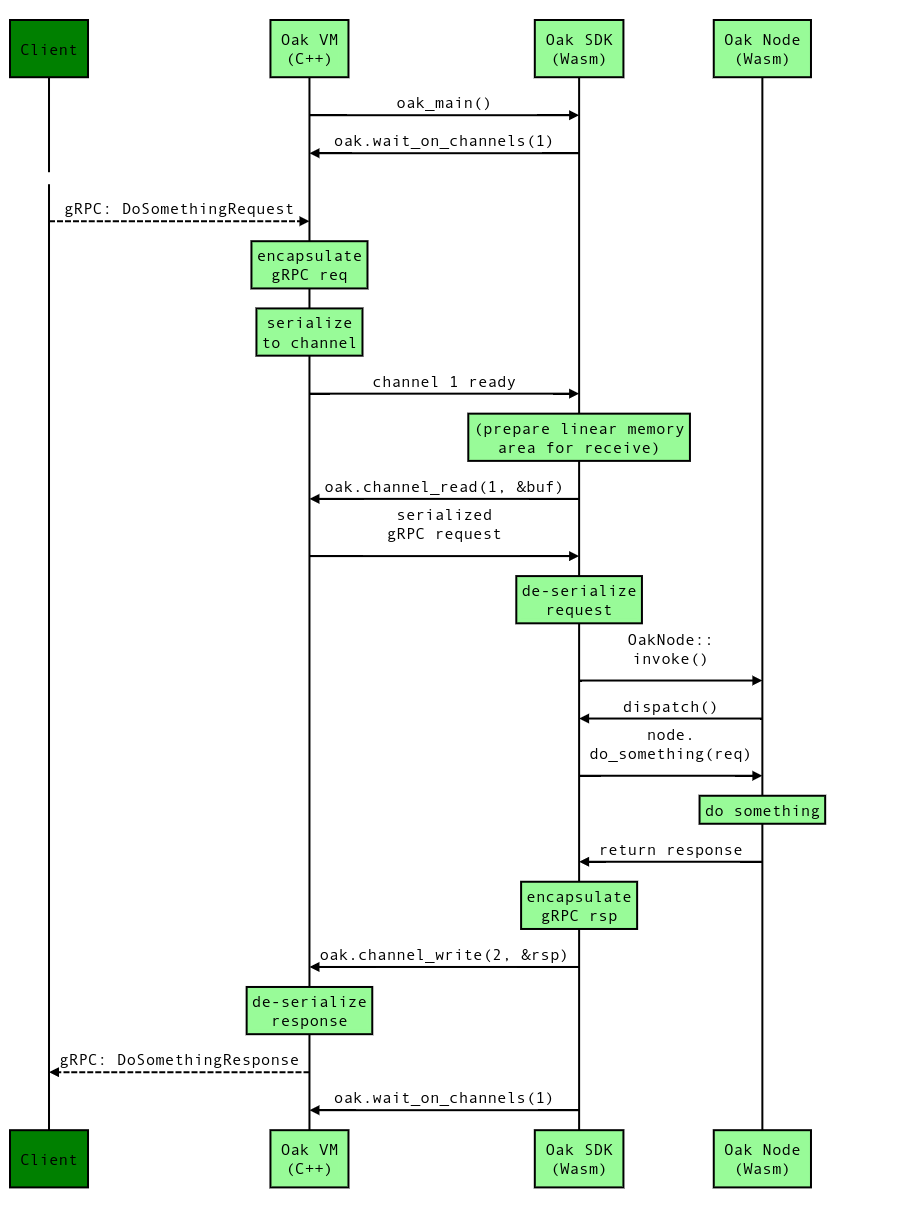 Client
Oak VM
(C++)
Oak SDK
(Wasm)
Oak Node
(Wasm)
oak_main()
oak.wait_on_channels(1)
gRPC: DoSomethingRequest
encapsulate
gRPC req
serialize
to channel
channel 1 ready
(prepare linear memory
area for receive)
oak.channel_read(1, &buf)
serialized
gRPC request
de-serialize
request
OakNode::
invoke()
dispatch()
node.
do_something(req)
do something
return response
encapsulate
gRPC rsp
oak.channel_write(2, &rsp)
de-serialize
response
gRPC: DoSomethingResponse
oak.wait_on_channels(1)
Client
Oak VM
(C++)
Oak SDK
(Wasm)
Oak Node
(Wasm)